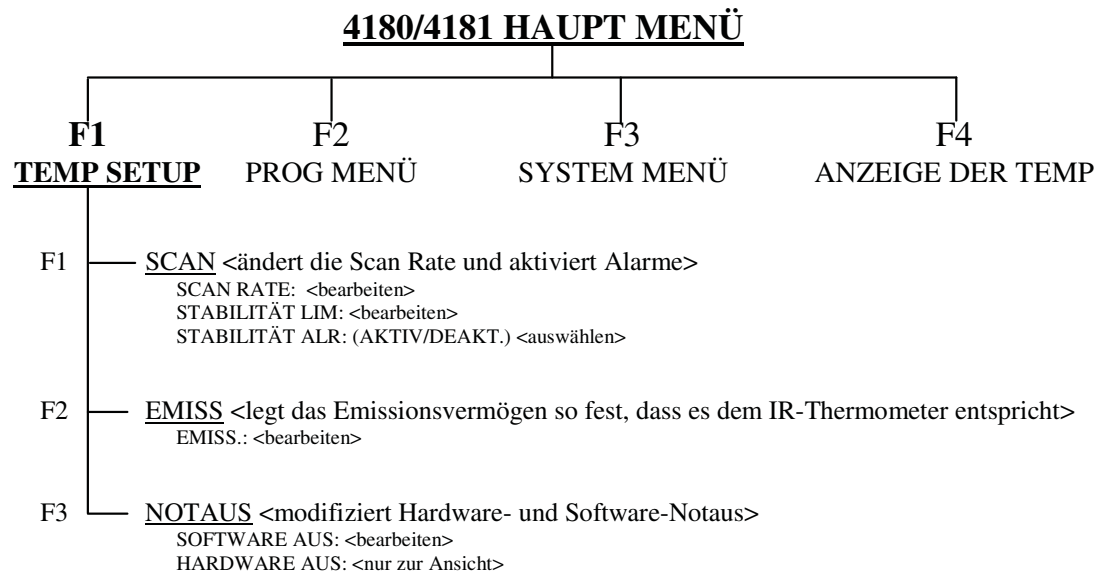 4180/4181 HAUPT MENÜ
F1 F2 F3 F4
TEMP SETUP PROG MENÜ SYSTEM MENÜ ANZEIGE DER TEMP
F1 SCAN <ändert die Scan Rate und aktiviert Alarme>
SCAN RATE: <bearbeiten>
STABILITÄT LIM: <bearbeiten>
STABILITÄT ALR: (AKTIV/DEAKT.) <auswählen>
F2 EMISS <legt das Emissionsvermögen so fest, dass es dem IR-Thermometer entspricht>
EMISS.: <bearbeiten>
F3 NOTAUS <modifiziert Hardware- und Software-Notaus>
SOFTWARE AUS: <bearbeiten>
HARDWARE AUS: <nur zur Ansicht>